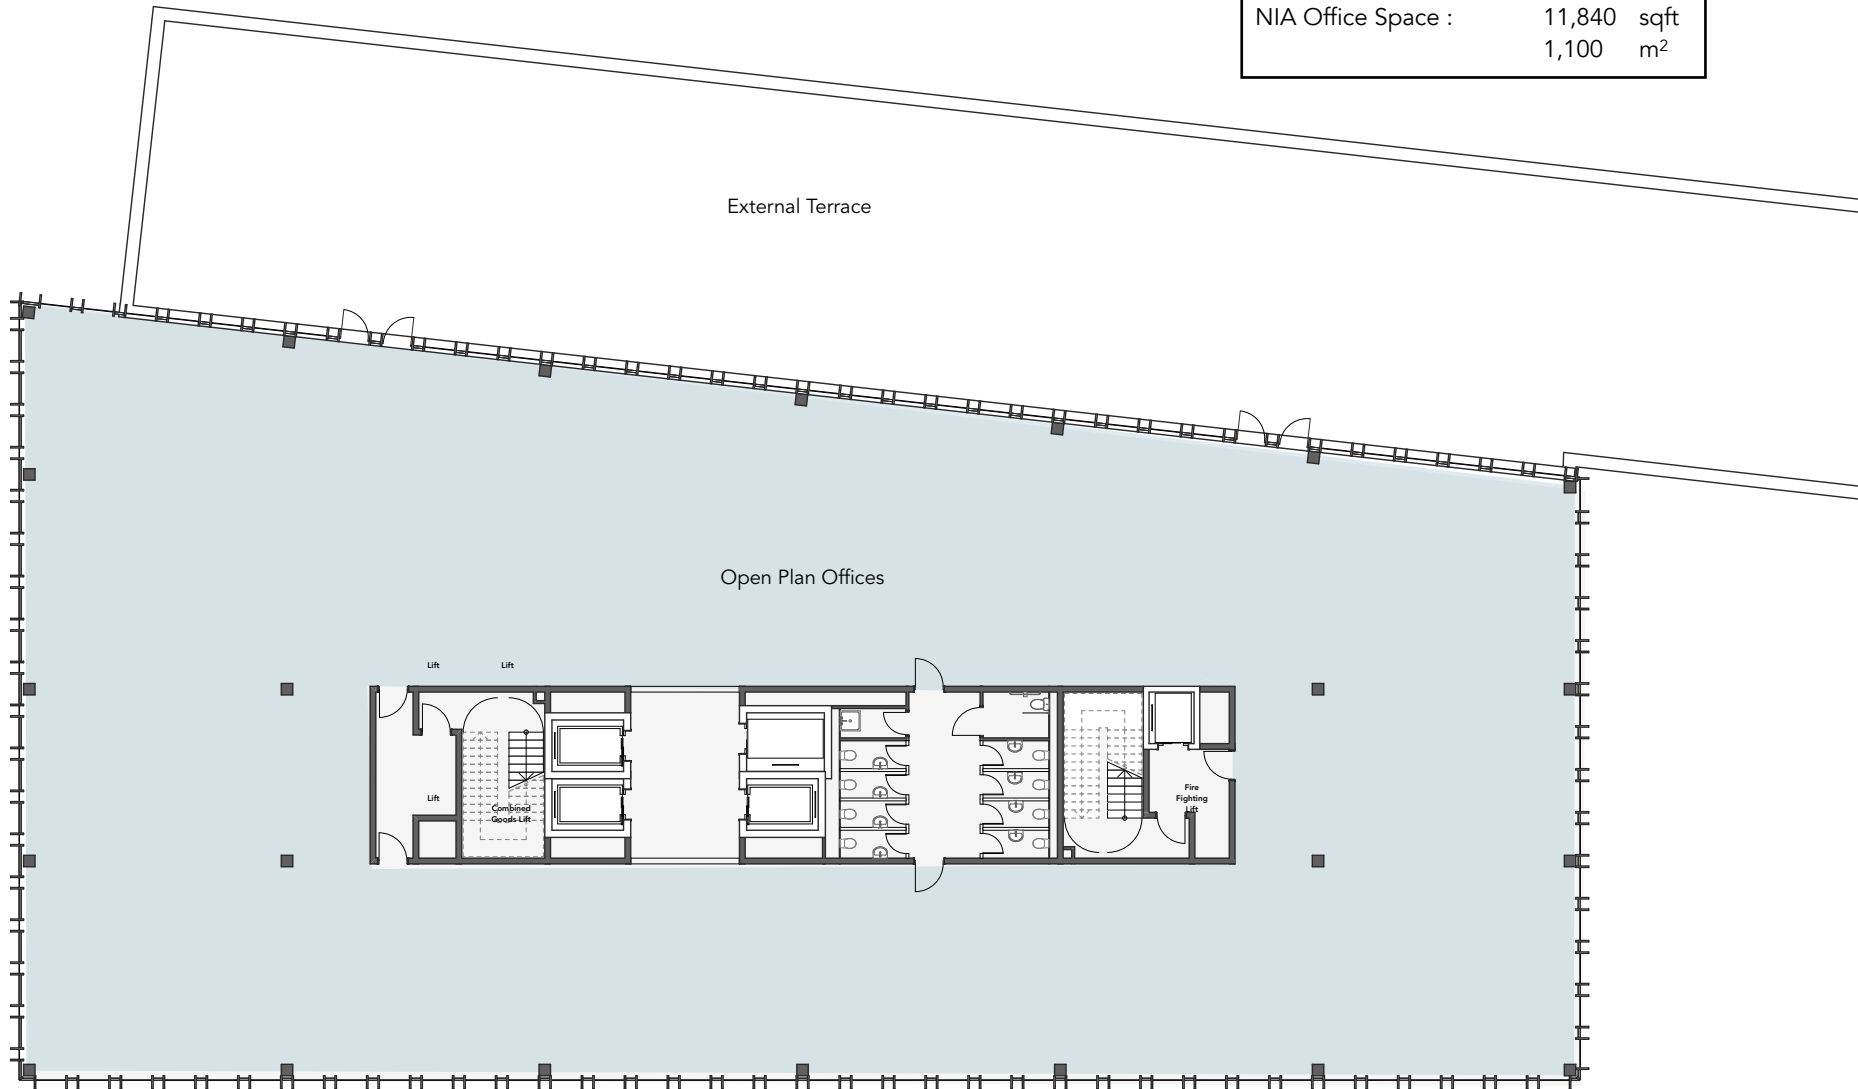 NIA Office Space : 11,840 sqft
1,100 m²
External Terrace
Open Plan Offices
Lift Lift
Lift
Combined
Goods Lift
Fire
Fighting
Lift